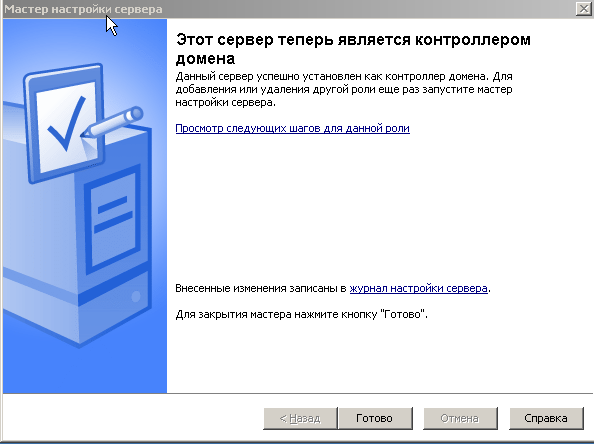 Мастер настройки сервера
Этот сервер теперь является контроллером
домена
Данный сервер успешно установлен как контроллер домена. Для
добавления или удаления другой роли еще раз запустите мастер
настройки сервера.
Просмотр следующих шагов для данной роли
Внесенные изменения записаны в журнал настройки сервера.
Для закрытия мастера нажмите кнопку "Готово".
< Назад Готово Отмена Справка